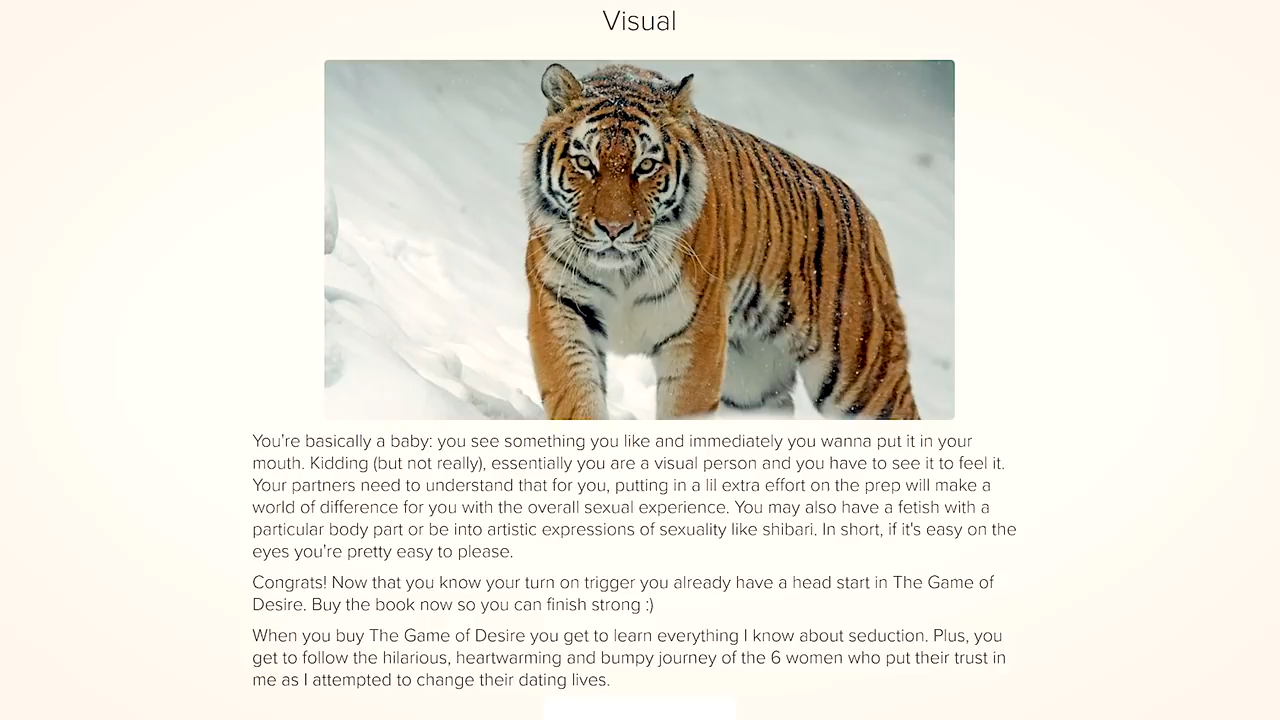 Visual
You're basically a baby: you see something you like and immediately you wanna put it in your
mouth. Kidding (but not really), essentially you are a visual person and you have to see it to feel it.
Your partners need to understand that for you, putting in a lil extra effort on the prep will make a
world of difference for you with the overall sexual experience. You may also have a fetish with a
particular body part or be into artistic expressions of sexuality like shibari. In short, if it's easy on the
eyes you're pretty easy to please.
Congrats! Now that you know your turn on trigger you already have a head start in The Game of
Desire. Buy the book now so you can finish strong :)
When you buy The Game of Desire you get to learn everything I know about seduction. Plus, you
get to follow the hilarious, heartwarming and bumpy journey of the 6 women who put their trust in
me as I attempted to change their dating lives.